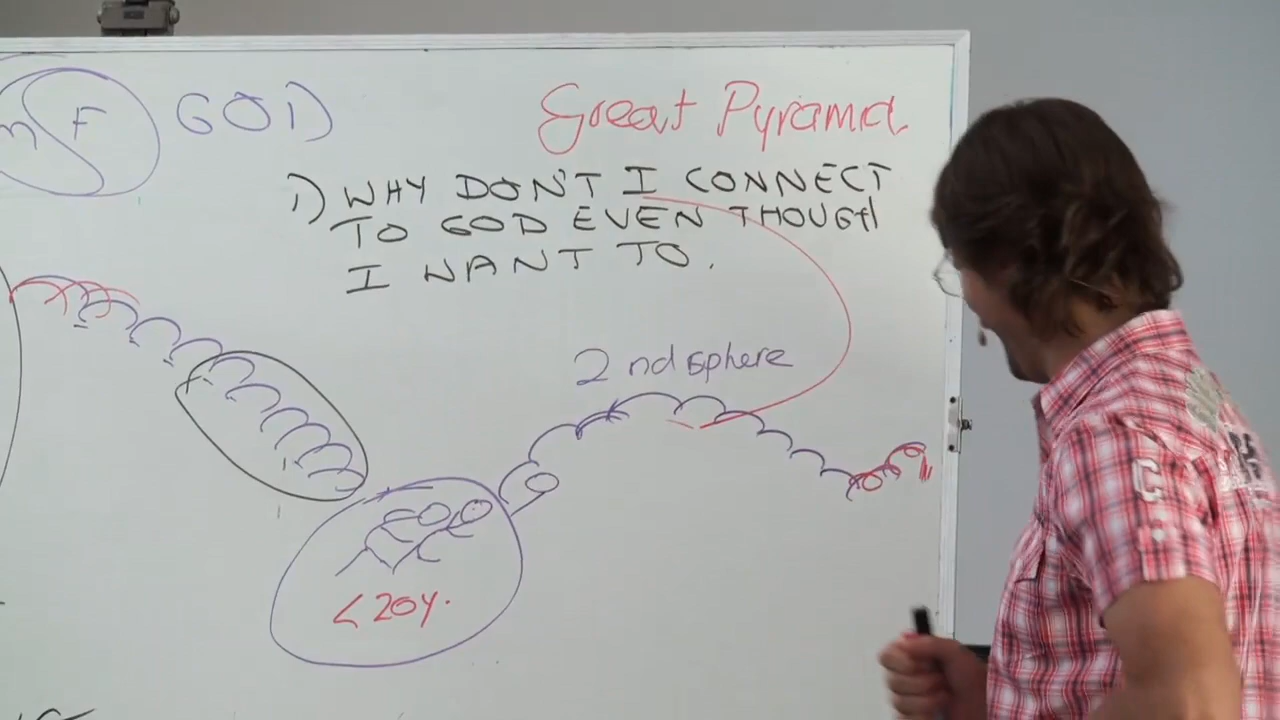 F GOD
Great Pyramid
1) WHY DON'T I CONNECT
TO GOD EVEN THOUGH
I WANT TO.
2nd sphere
<20y.